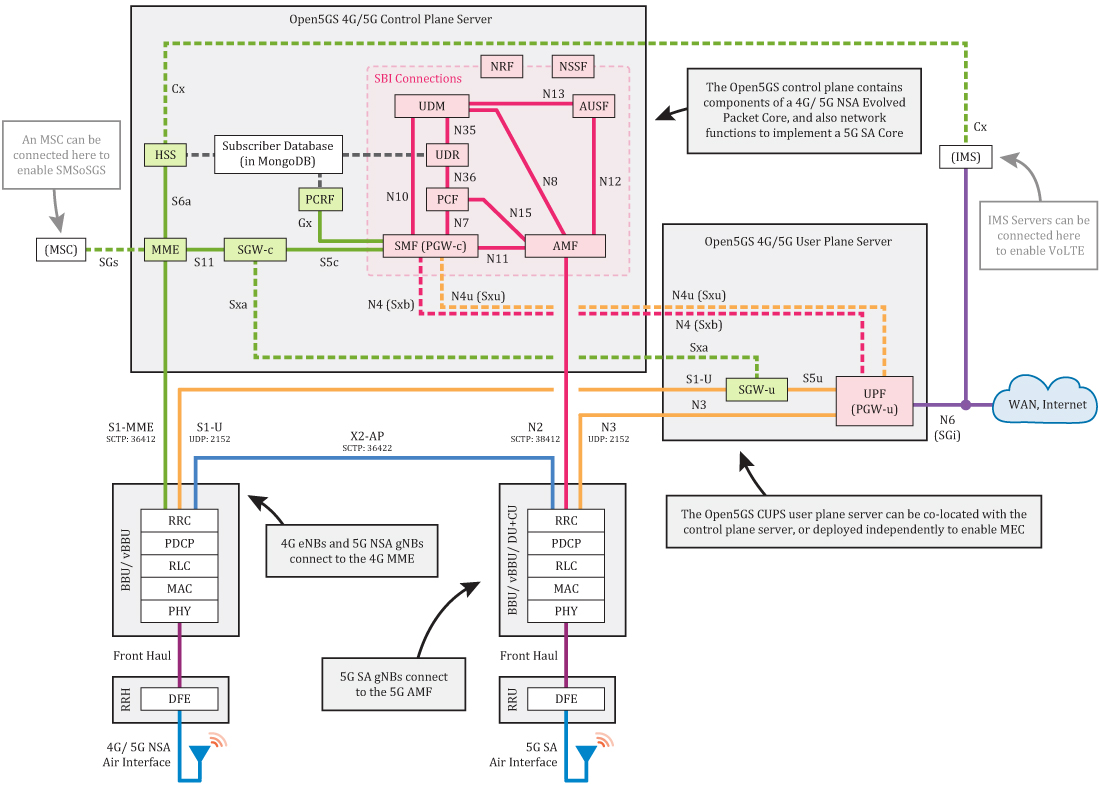 Open5GS 4G/5G Control Plane Server
NRF
NSSF
SBI Connections
Cx
N13
UDM
AUSF
The Open5GS control plane contains
components of a 4G/ 5G NSA Evolved
Packet Core, and also network
functions to implement a 5G SA Core
An MSC can be
connected here to
enable SMSoSGS
Cx
N35
HSS
Subscriber Database
(in MongoDB)
UDR
(IMS)
N36
N8
N12
S6a
PCRF
N10
PCF
Gx
N15
N7
IMS Servers can be
connected here
to enable VoLTE
(MSC)
SGs
MME
S11
SGW-c
S5c
SMF (PGW-c)
N11
AMF
Open5GS 4G/5G User Plane Server
Sxa
N4 (Sxb)
N4u (Sxu)
N4u (Sxu)
N4 (Sxb)
Sxa
S1-U
SGW-u
S5u
UPF
(PGW-u)
N3
WAN, Internet
N6
(SGi)
S1-MME
SCTP: 36412
S1-U
UDP: 2152
X2-AP
SCTP: 36422
N2
SCTP: 38412
N3
UDP: 2152
BBU/ vBBU
RRC
PDCP
RLC
MAC
PHY
4G eNBs and 5G NSA gNBs
connect to the 4G MME
BBU/ vBBU/ DU+CU
RRC
PDCP
RLC
MAC
PHY
The Open5GS CUPS user plane server can be co-located with the
control plane server, or deployed independently to enable MEC
Front Haul
5G SA gNBs connect
to the 5G AMF
Front Haul
RRH
DFE
RRU
DFE
4G/ 5G NSA
Air Interface
5G SA
Air Interface